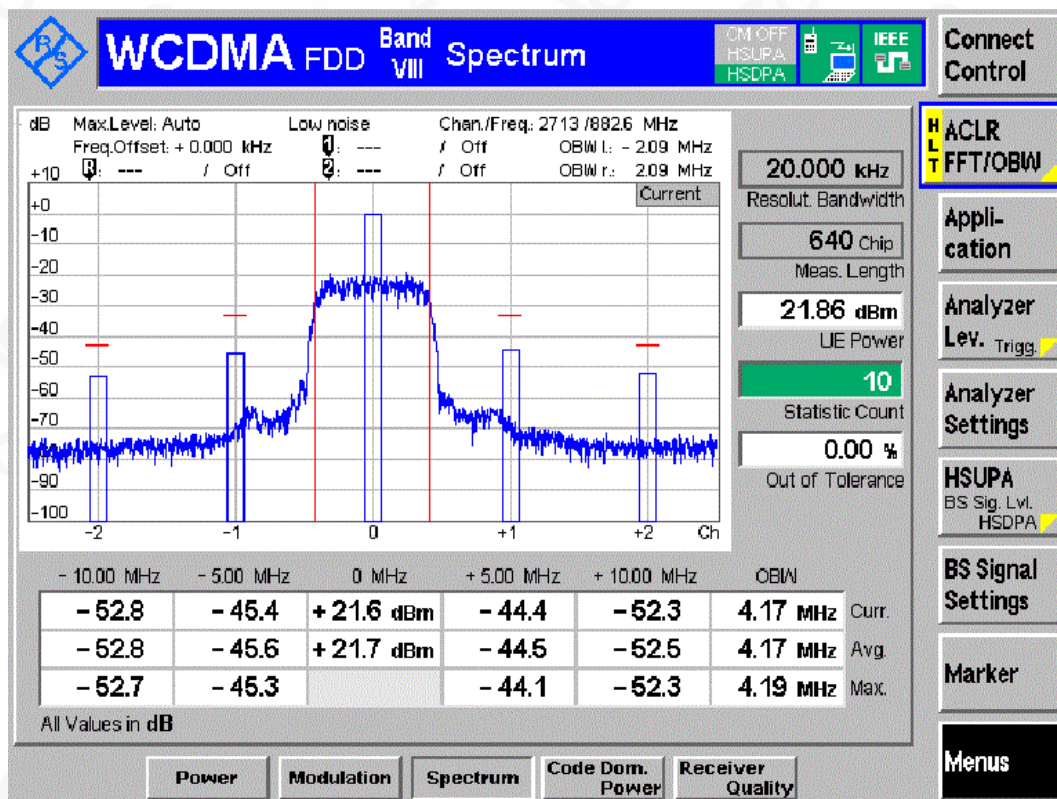 R&S
WCDMA FDD Band VIII Spectrum
CM OFF
HSUPA
HSDPA
IEEE
Connect Control
dB Max.Level: Auto Low noise Chan./Freq.: 2713 /882.6 MHz
Freq.Offset: + 0.000 kHz 1: --- / Off OBW l.: - 2.09 MHz
R: --- / Off 2: --- / Off OBW r.: 2.09 MHz
Current
+10
+0
-10
-20
-30
-40
-50
-60
-70
-90
-100
-2 -1 0 +1 +2 Ch
20.000 kHz
Resolut. Bandwidth
640 Chip
Meas. Length
21.86 dBm
UE Power
10
Statistic Count
0.00 %
Out of Tolerance
- 10.00 MHz - 5.00 MHz 0 MHz + 5.00 MHz + 10.00 MHz OBW
- 52.8 - 45.4 + 21.6 dBm - 44.4 - 52.3 4.17 MHz Curr.
- 52.8 - 45.6 + 21.7 dBm - 44.5 - 52.5 4.17 MHz Avg.
- 52.7 - 45.3 - 44.1 - 52.3 4.19 MHz Max.
All Values in dB
HLT
ACLR
FFT/OBW
Appli-
cation
Analyzer
Lev. Trigg.
Analyzer
Settings
HSUPA
BS Sig. Lvl.
HSDPA
BS Signal
Settings
Marker
Menus
Power Modulation Spectrum Code Dom. Power Receiver Quality